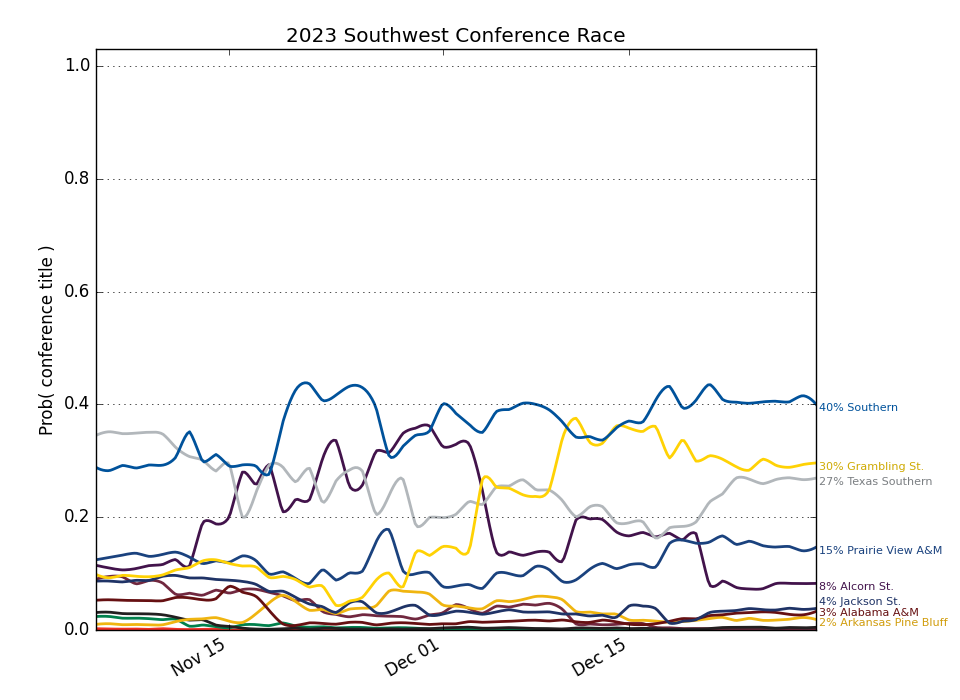 2023 Southwest Conference Race
Prob( conference title )
1.0
0.8
0.6
0.4
0.2
0.0
Nov 15
Dec 01
Dec 15
40% Southern
30% Grambling St.
27% Texas Southern
15% Prairie View A&M
8% Alcorn St.
4% Jackson St.
3% Alabama A&M
2% Arkansas Pine Bluff